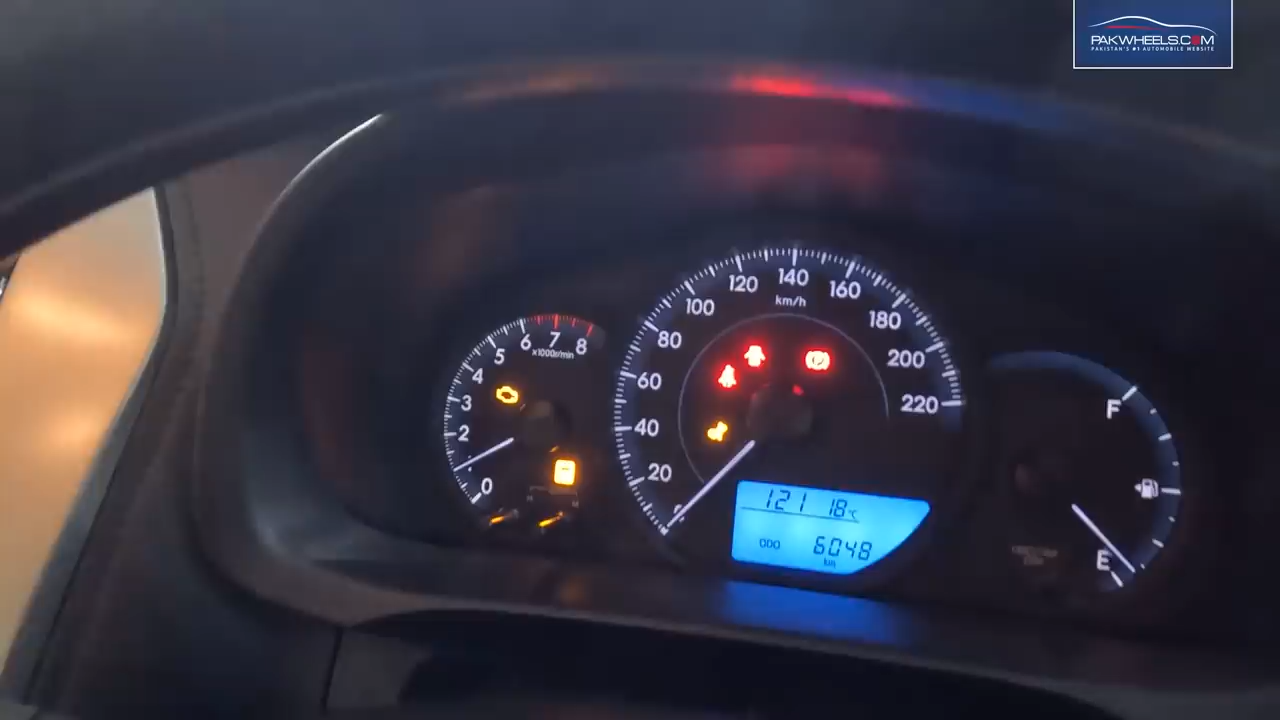 PAKWHEELS.COM
PAKISTAN'S #1 AUTOMOBILE WEBSITE
0
2
3
4
5
6
7
8
x1000r/min
20
40
60
80
100
120
140
160
180
200
220
km/h
121 18°C
ODO 6048
km
F
E